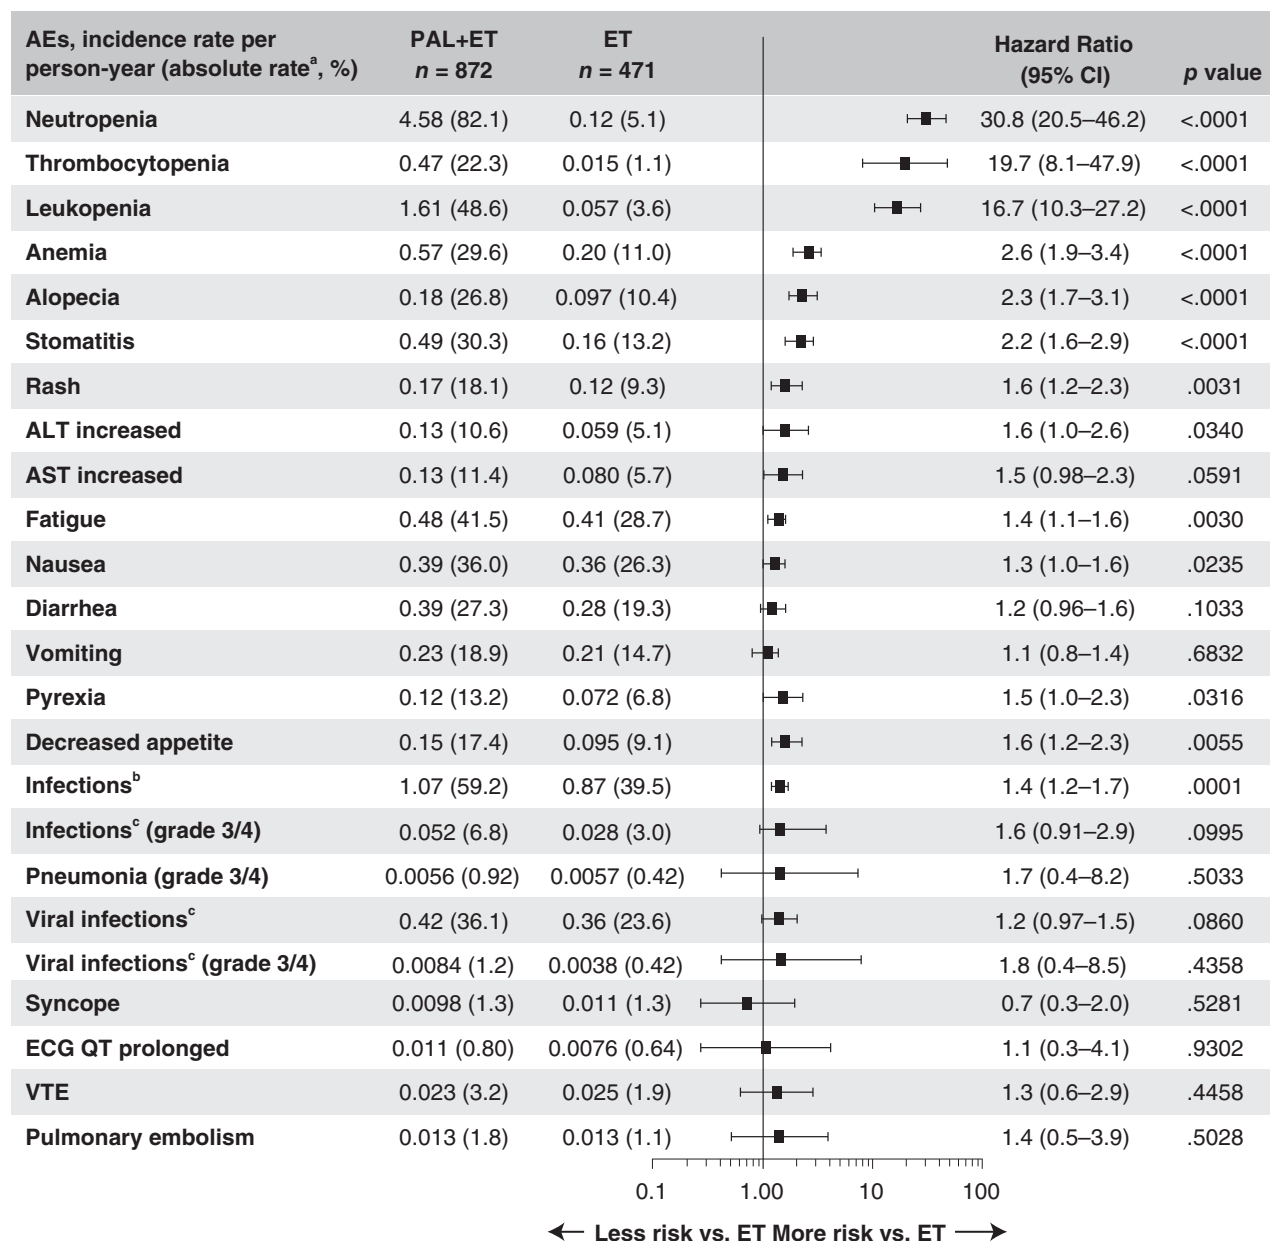 AEs, incidence rate per person-year (absolute rateᵃ, %) PAL+ET n = 872 ET n = 471 Hazard Ratio (95% CI) p value
Neutropenia 4.58 (82.1) 0.12 (5.1) 30.8 (20.5–46.2) <.0001
Thrombocytopenia 0.47 (22.3) 0.015 (1.1) 19.7 (8.1–47.9) <.0001
Leukopenia 1.61 (48.6) 0.057 (3.6) 16.7 (10.3–27.2) <.0001
Anemia 0.57 (29.6) 0.20 (11.0) 2.6 (1.9–3.4) <.0001
Alopecia 0.18 (26.8) 0.097 (10.4) 2.3 (1.7–3.1) <.0001
Stomatitis 0.49 (30.3) 0.16 (13.2) 2.2 (1.6–2.9) <.0001
Rash 0.17 (18.1) 0.12 (9.3) 1.6 (1.2–2.3) .0031
ALT increased 0.13 (10.6) 0.059 (5.1) 1.6 (1.0–2.6) .0340
AST increased 0.13 (11.4) 0.080 (5.7) 1.5 (0.98–2.3) .0591
Fatigue 0.48 (41.5) 0.41 (28.7) 1.4 (1.1–1.6) .0030
Nausea 0.39 (36.0) 0.36 (26.3) 1.3 (1.0–1.6) .0235
Diarrhea 0.39 (27.3) 0.28 (19.3) 1.2 (0.96–1.6) .1033
Vomiting 0.23 (18.9) 0.21 (14.7) 1.1 (0.8–1.4) .6832
Pyrexia 0.12 (13.2) 0.072 (6.8) 1.5 (1.0–2.3) .0316
Decreased appetite 0.15 (17.4) 0.095 (9.1) 1.6 (1.2–2.3) .0055
Infectionsᵇ 1.07 (59.2) 0.87 (39.5) 1.4 (1.2–1.7) .0001
Infectionsᶜ (grade 3/4) 0.052 (6.8) 0.028 (3.0) 1.6 (0.91–2.9) .0995
Pneumonia (grade 3/4) 0.0056 (0.92) 0.0057 (0.42) 1.7 (0.4–8.2) .5033
Viral infectionsᶜ 0.42 (36.1) 0.36 (23.6) 1.2 (0.97–1.5) .0860
Viral infectionsᶜ (grade 3/4) 0.0084 (1.2) 0.0038 (0.42) 1.8 (0.4–8.5) .4358
Syncope 0.0098 (1.3) 0.011 (1.3) 0.7 (0.3–2.0) .5281
ECG QT prolonged 0.011 (0.80) 0.0076 (0.64) 1.1 (0.3–4.1) .9302
VTE 0.023 (3.2) 0.025 (1.9) 1.3 (0.6–2.9) .4458
Pulmonary embolism 0.013 (1.8) 0.013 (1.1) 1.4 (0.5–3.9) .5028
0.1 1.00 10 100
← Less risk vs. ET More risk vs. ET →